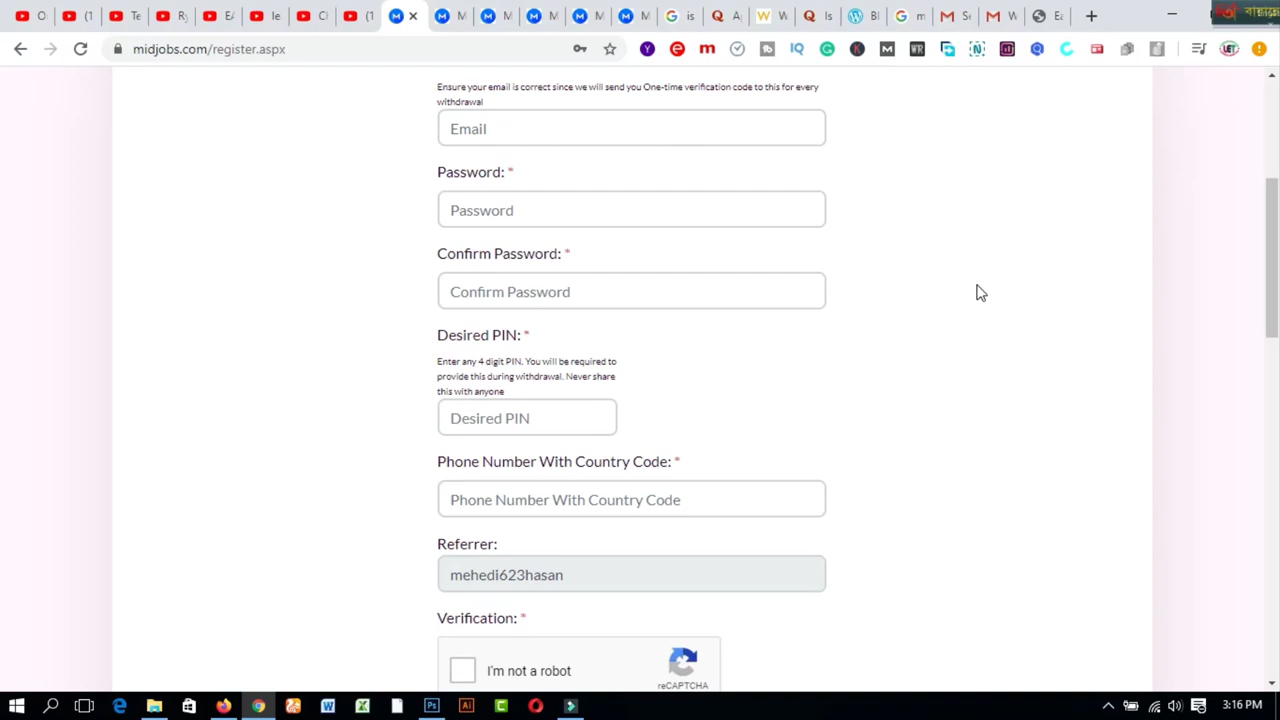 midjobs.com/register.aspx
Ensure your email is correct since we will send you One-time verification code to this for every
withdrawal
Email
Password: *
Password
Confirm Password: *
Confirm Password
Desired PIN: *
Enter any 4 digit PIN. You will be required to
provide this during withdrawal. Never share
this with anyone
Desired PIN
Phone Number With Country Code: *
Phone Number With Country Code
Referrer:
mehedi623hasan
Verification: *
I'm not a robot
reCAPTCHA
3:16 PM